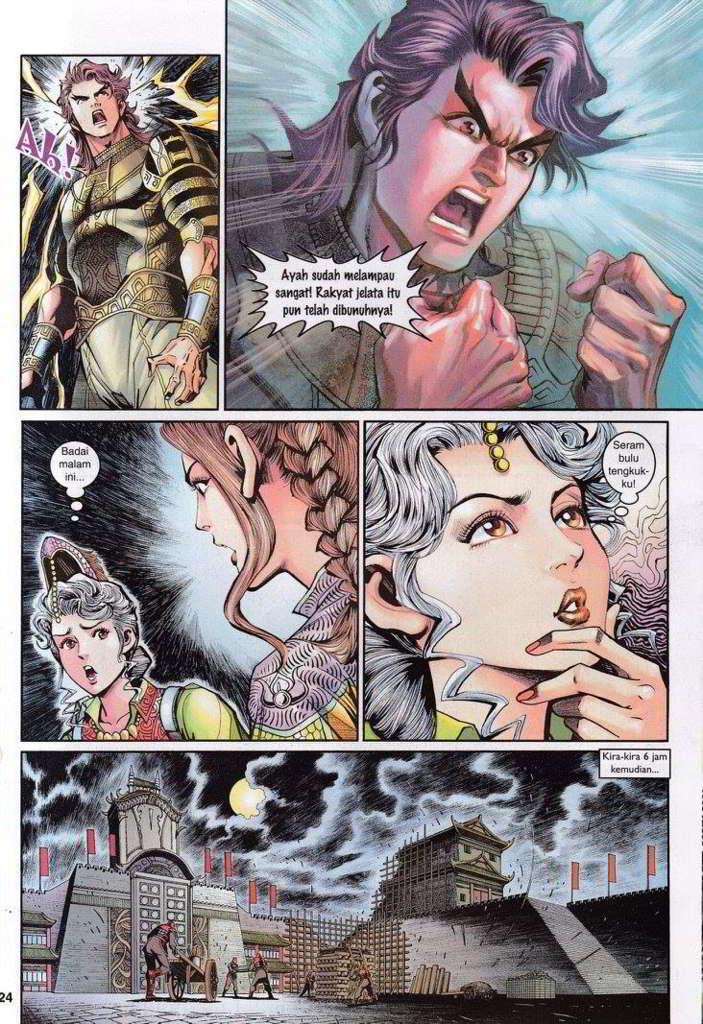 AH!
Ayah sudah melampau
sangat! Rakyat jelata itu
pun telah dibunuhnya!
Badai
malam
ini...
Seram
bulu
tengkuk-
ku!
Kira-kira 6 jam
kemudian...
24